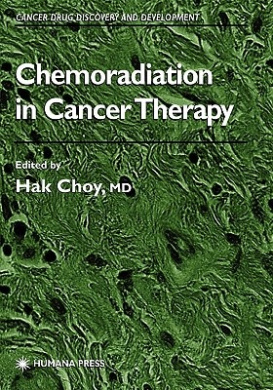 CANCER DRUG DISCOVERY AND DEVELOPMENT
Chemoradiation
in Cancer Therapy
Edited by
Hak Choy, MD
HUMANA PRESS